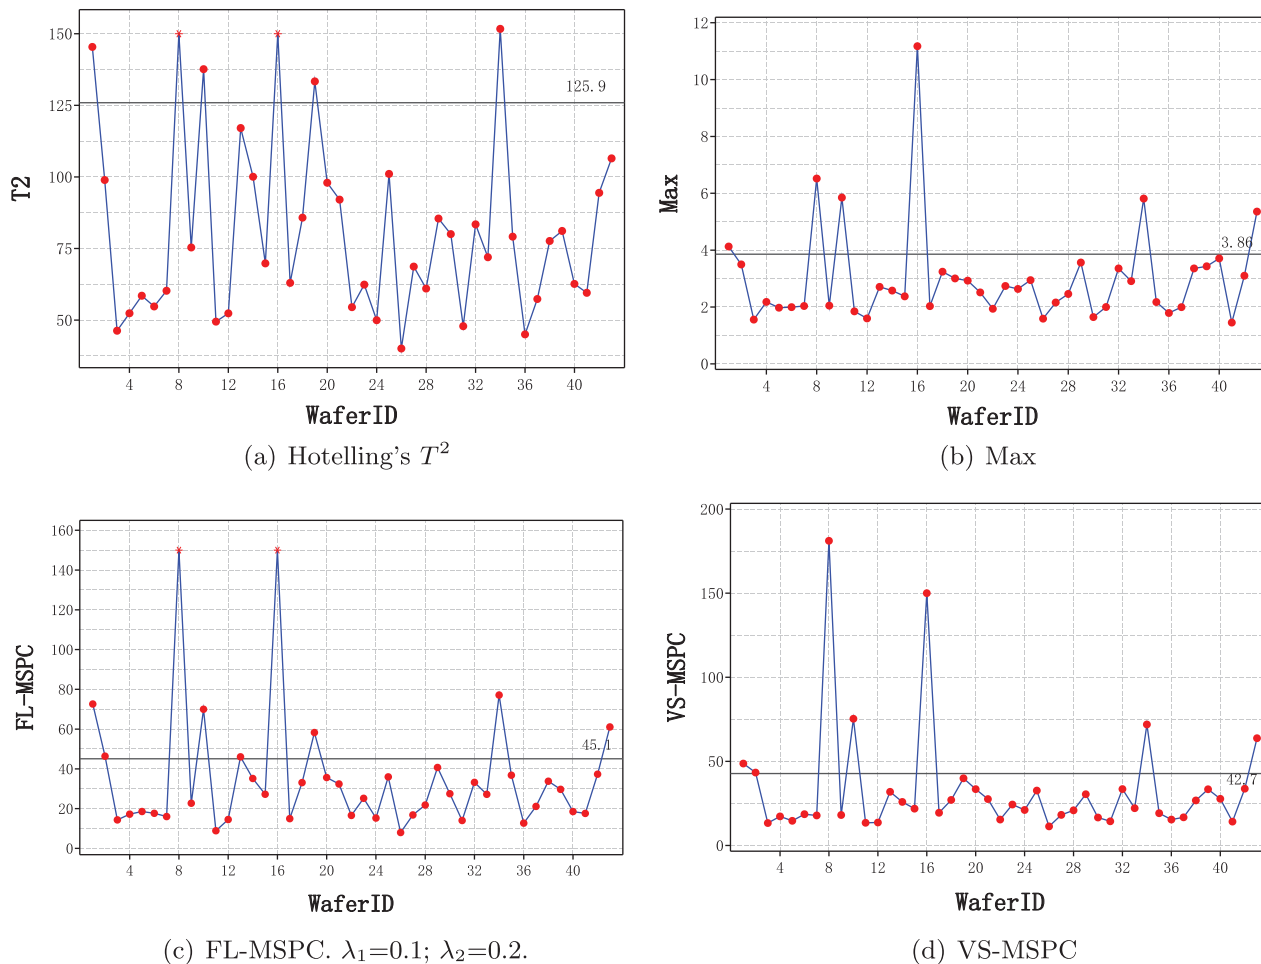 150
125
100
75
50
T2
125.9
4 8 12 16 20 24 28 32 36 40
WaferID
(a) Hotelling's T²
12
10
8
6
4
2
0
Max
3.86
4 8 12 16 20 24 28 32 36 40
WaferID
(b) Max
160
140
120
100
80
60
40
20
0
FL-MSPC
45.1
4 8 12 16 20 24 28 32 36 40
WaferID
(c) FL-MSPC. λ₁=0.1; λ₂=0.2.
200
150
100
50
0
VS-MSPC
42.7
4 8 12 16 20 24 28 32 36 40
WaferID
(d) VS-MSPC